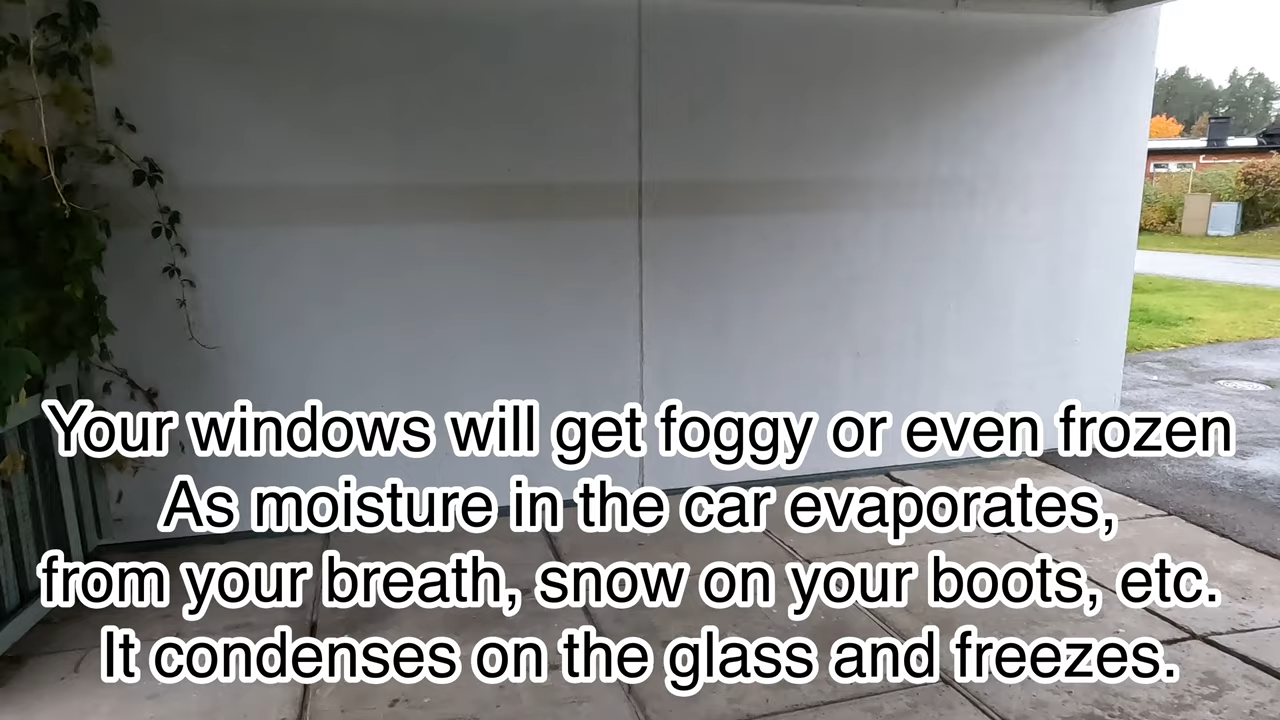 Your windows will get foggy or even frozen
As moisture in the car evaporates,
from your breath, snow on your boots, etc.
It condenses on the glass and freezes.